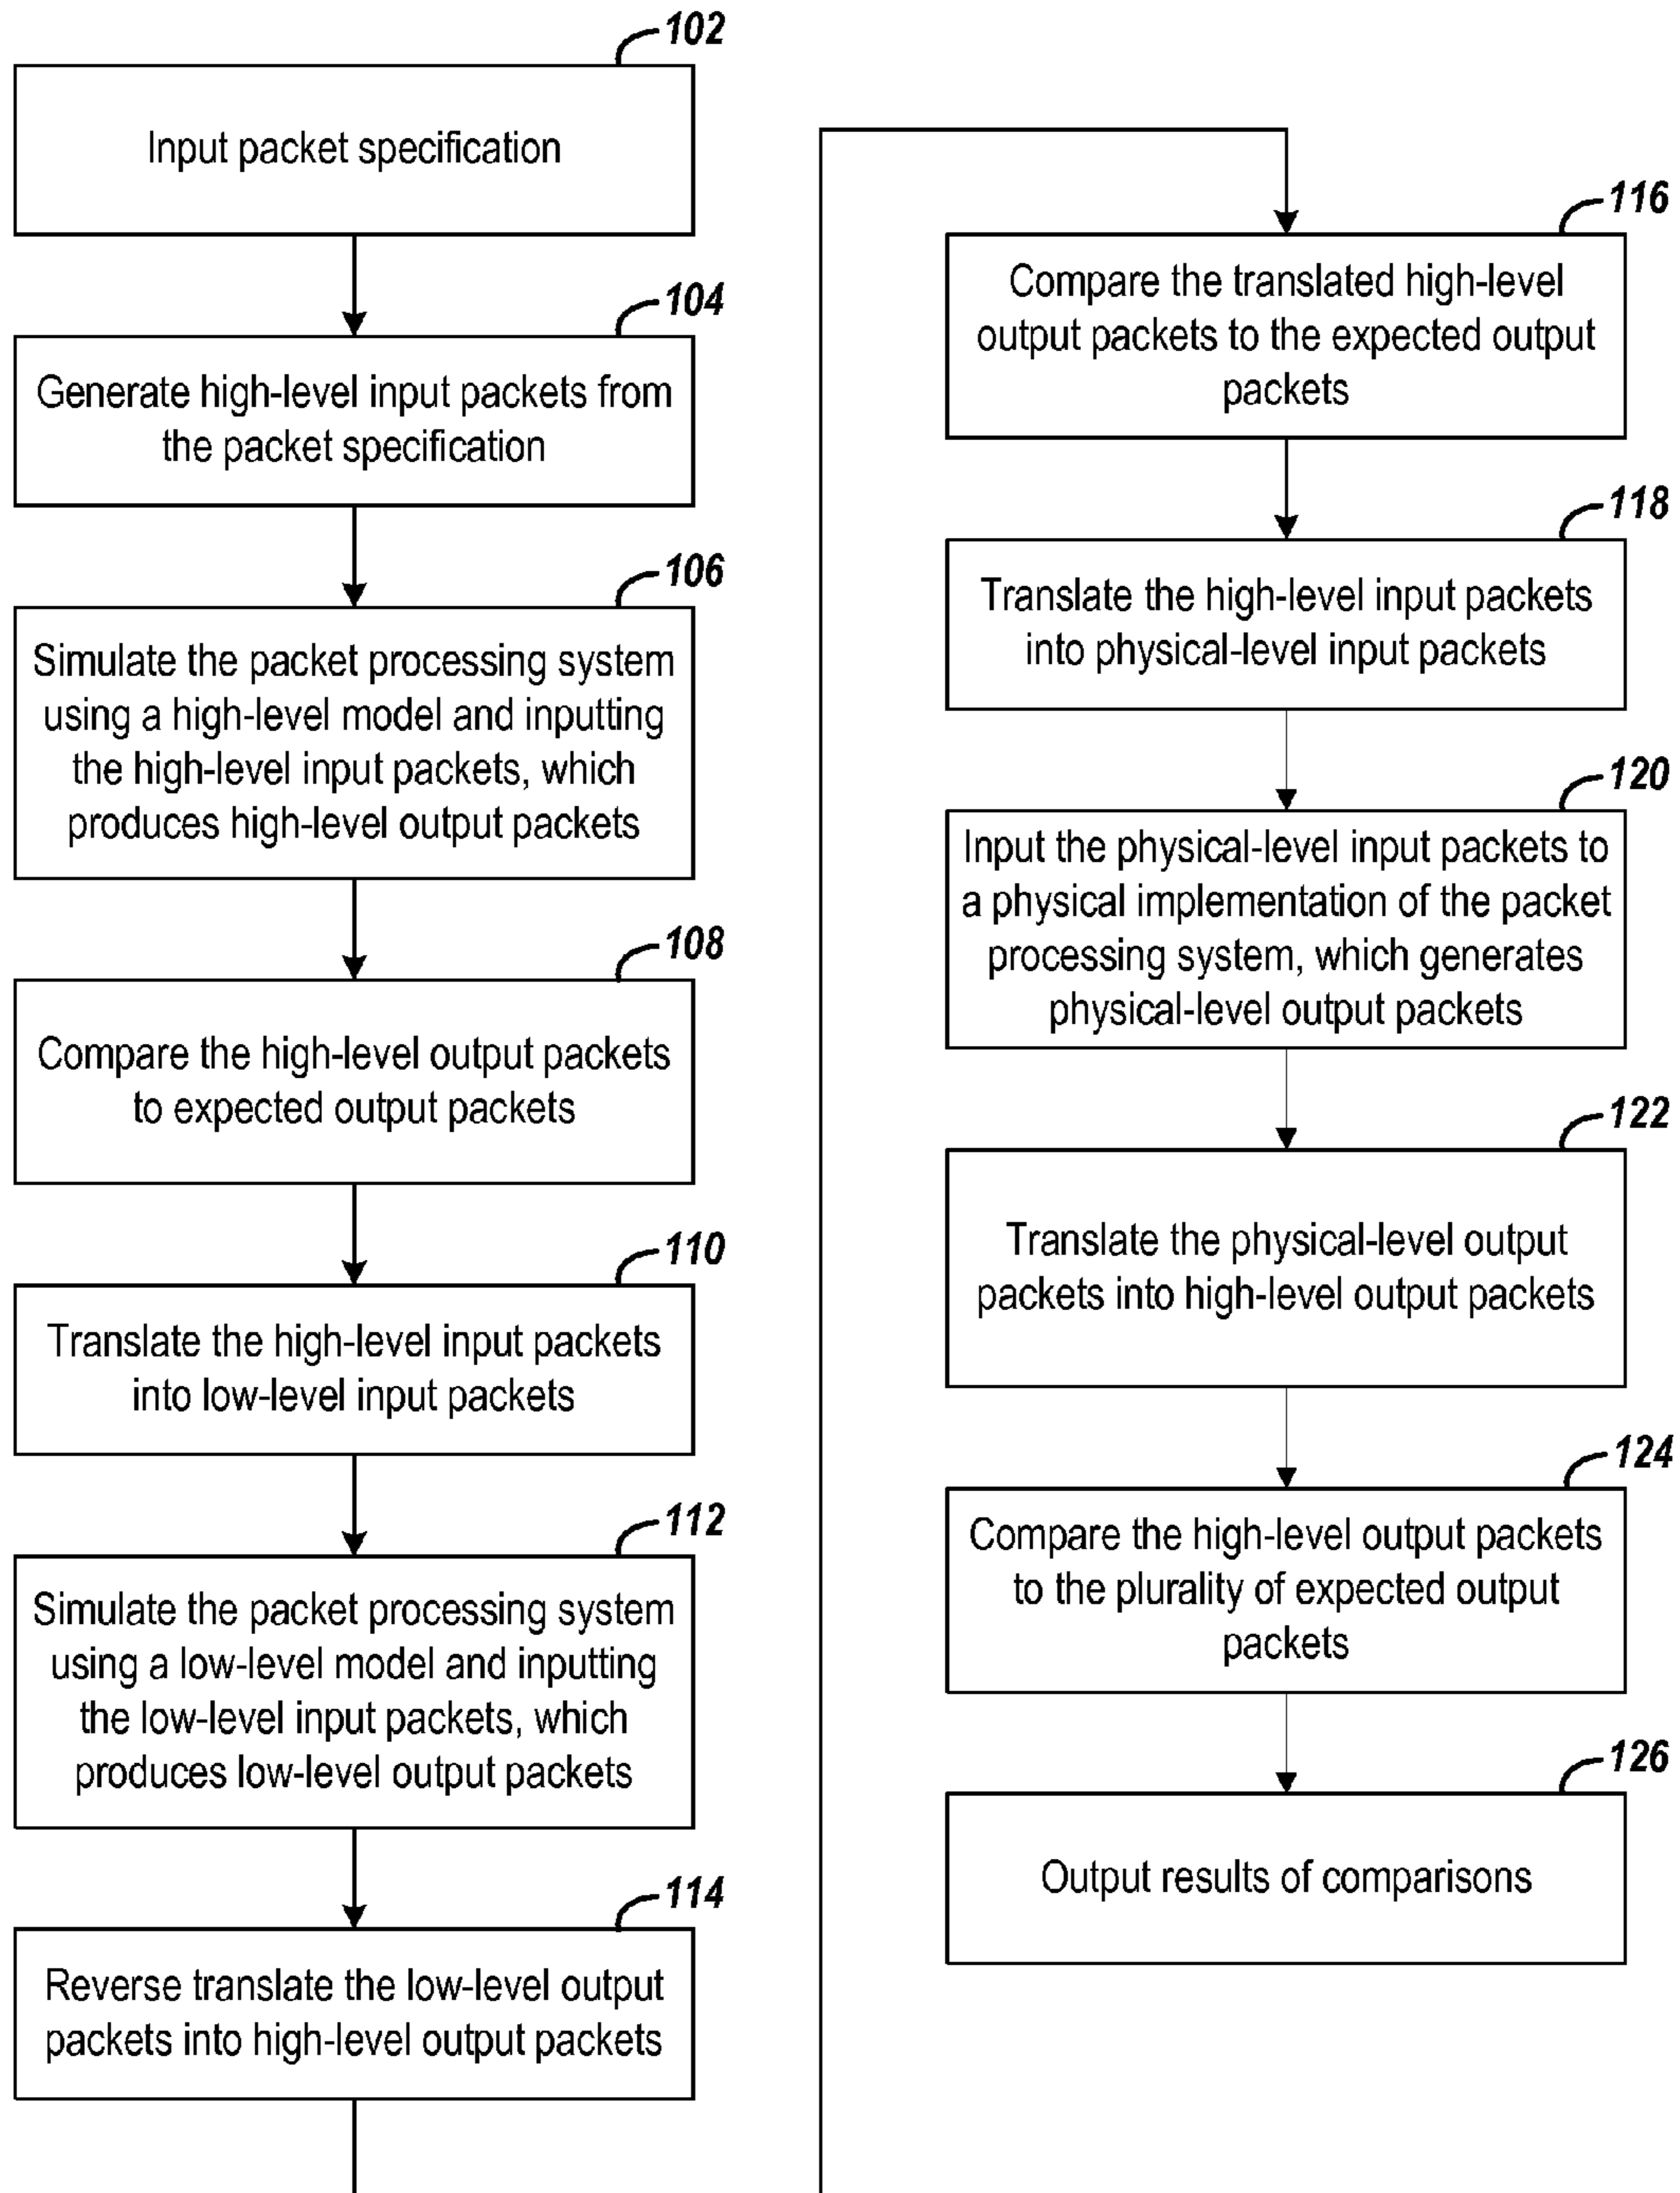 102
Input packet specification
104
Generate high-level input packets from
the packet specification
106
Simulate the packet processing system
using a high-level model and inputting
the high-level input packets, which
produces high-level output packets
108
Compare the high-level output packets
to expected output packets
110
Translate the high-level input packets
into low-level input packets
112
Simulate the packet processing system
using a low-level model and inputting
the low-level input packets, which
produces low-level output packets
114
Reverse translate the low-level output
packets into high-level output packets
116
Compare the translated high-level
output packets to the expected output
packets
118
Translate the high-level input packets
into physical-level input packets
120
Input the physical-level input packets to
a physical implementation of the packet
processing system, which generates
physical-level output packets
122
Translate the physical-level output
packets into high-level output packets
124
Compare the high-level output packets
to the plurality of expected output
packets
126
Output results of comparisons